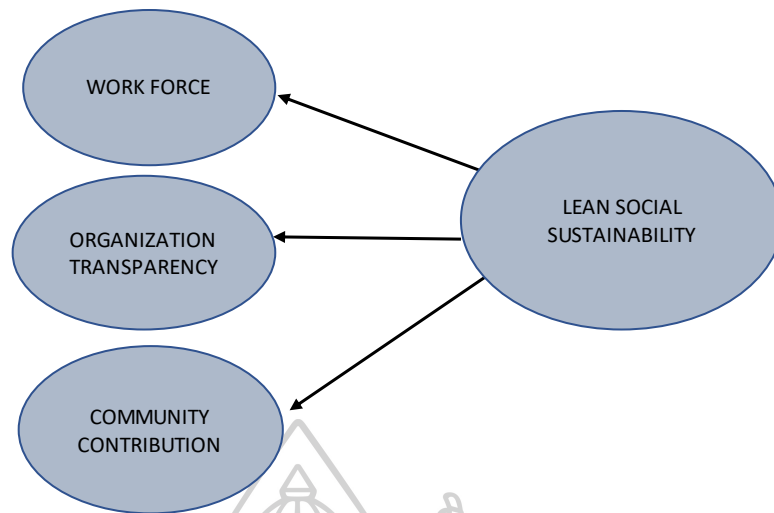 WORK FORCE
ORGANIZATION
TRANSPARENCY
COMMUNITY
CONTRIBUTION
LEAN SOCIAL
SUSTAINABILITY